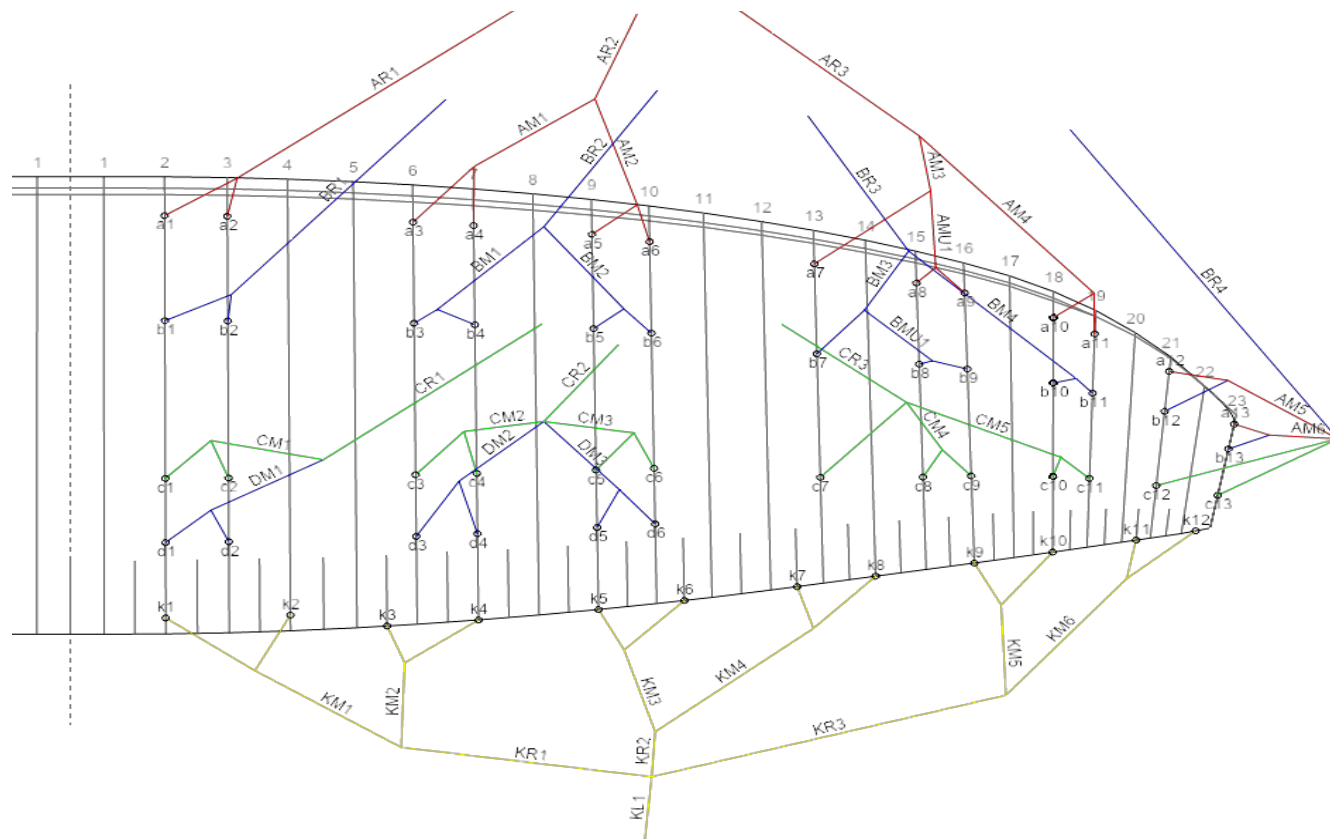 AR1
AR2
AR3
AM1
AM2
BR2
AM3
AM4
BR1
BR3
BR4
AMU1
1
1
2
3
4
5
6
7
8
9
10
11
12
13
14
15
16
17
18
19
20
21
22
23
a1
a2
a3
a4
a5
a6
a7
a8
a9
a10
a11
a12
a13
BM1
BM2
BM3
BM4
BMU1
AM5
AM6
b1
b2
b3
b4
b5
b6
b7
b8
b9
b10
b11
b12
b13
CR1
CR2
CR3
CM1
CM2
CM3
CM4
CM5
DM1
DM2
DM3
c1
c2
c3
c4
c5
c6
c7
c8
c9
c10
c11
c12
c13
d1
d2
d3
d4
d5
d6
k1
k2
k3
k4
k5
k6
k7
k8
k9
k10
k11
k12
KM1
KM2
KM3
KM4
KM5
KM6
KR1
KR2
KR3
KL1